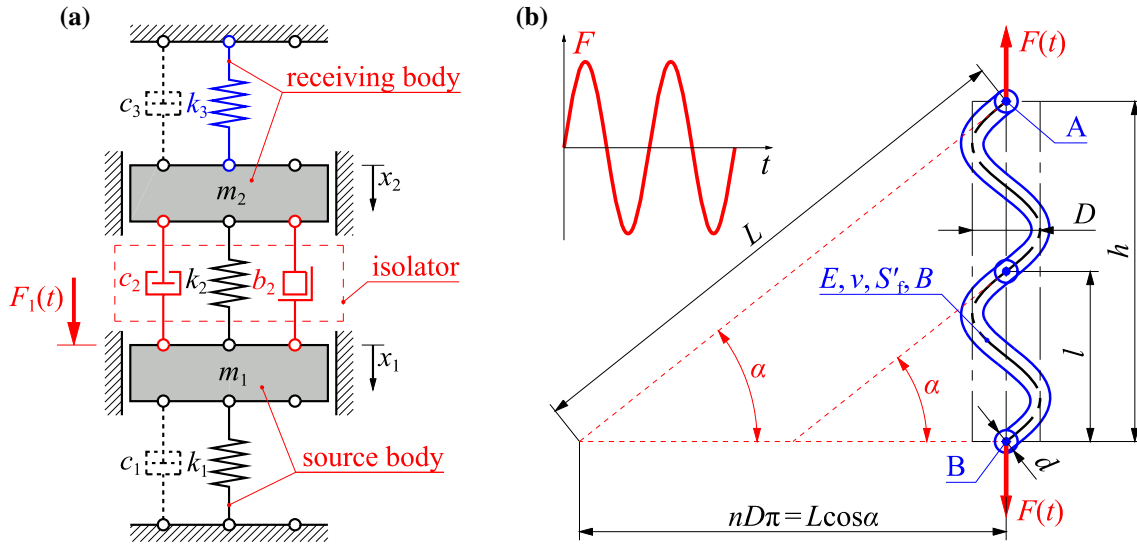 (a)
receiving body
c₃
k₃
m₂
x₂
c₂
k₂
b₂
isolator
F₁(t)
m₁
x₁
c₁
k₁
source body
(b)
F
t
F(t)
A
L
D
h
E, ν, S′f, B
l
α
α
B
d
F(t)
nDπ = Lcosα